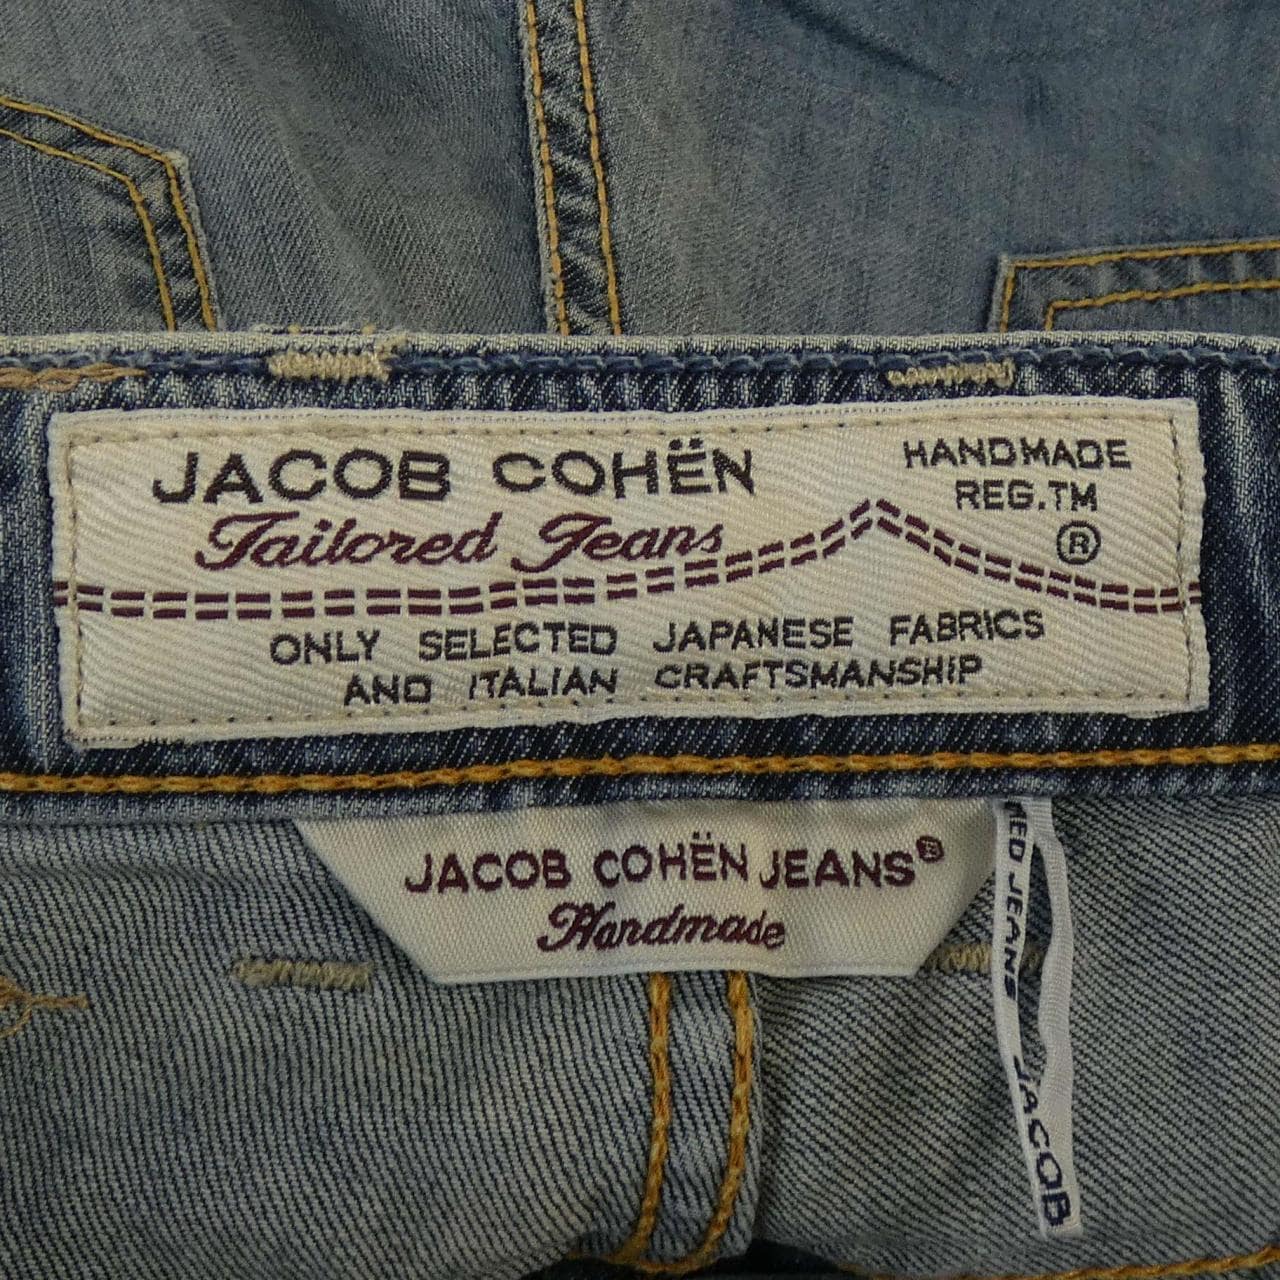 JACOB COHËN
Tailored Jeans
HANDMADE
REG.TM
®
ONLY SELECTED JAPANESE FABRICS
AND ITALIAN CRAFTSMANSHIP
JACOB COHËN JEANS®
Handmade
JEANS JACOB